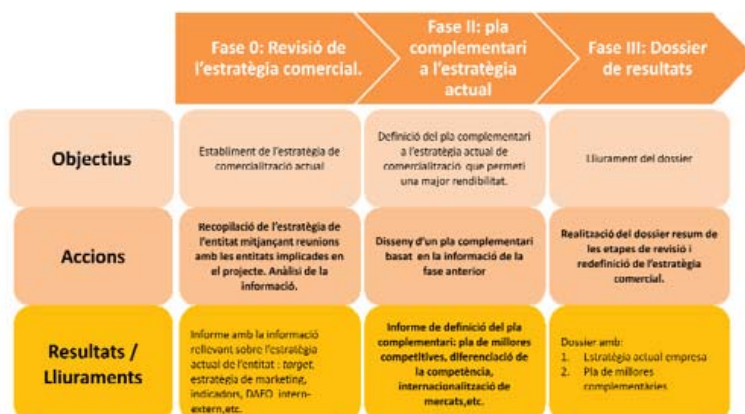 Fase 0: Revisió de
l'estratègia comercial.
Fase II: pla
complementari
a l'estratègia
actual
Fase III: Dossier
de resultats
Objectius
Establiment de l'estratègia de
comercialització actual
Definició del pla complementari
a l'estratègia actual de
comercialització que permeti
una major rendibilitat.
Lliurament del dossier
Accions
Recopilació de l'estratègia de
l'entitat mitjançant reunions
amb les entitats implicades en
el projecte. Anàlisi de la
informació.
Disseny d'un pla complementari
basat en la informació de la
fase anterior
Realització del dossier resum de
les etapes de revisió i
redefinició de l'estratègia
comercial.
Resultats /
Lliuraments
Informe amb la informació
rellevant sobre l'estratègia
actual de l'entitat : target,
estratègia de marketing,
indicadors, DAFO intern-
extern,etc.
Informe de definició del pla
complementari: pla de millores
competitives, diferenciació de
la competència,
internacionalització de
mercats,etc.
Dossier amb:
1. Estratègia actual empresa
2. Pla de millores
complementàries